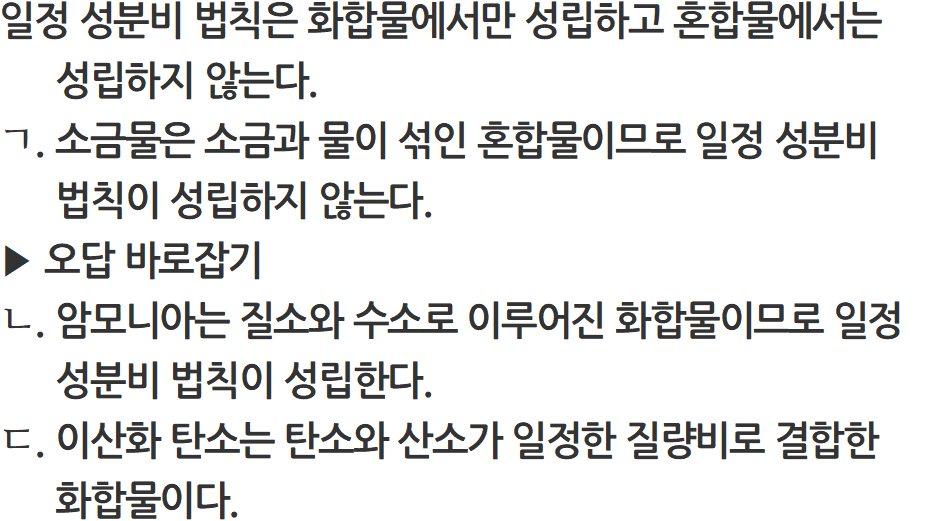 일정 성분비 법칙은 화합물에서만 성립하고 혼합물에서는
성립하지 않는다.
ㄱ. 소금물은 소금과 물이 섞인 혼합물이므로 일정 성분비
법칙이 성립하지 않는다.
▶ 오답 바로잡기
ㄴ. 암모니아는 질소와 수소로 이루어진 화합물이므로 일정
성분비 법칙이 성립한다.
ㄷ. 이산화 탄소는 탄소와 산소가 일정한 질량비로 결합한
화합물이다.